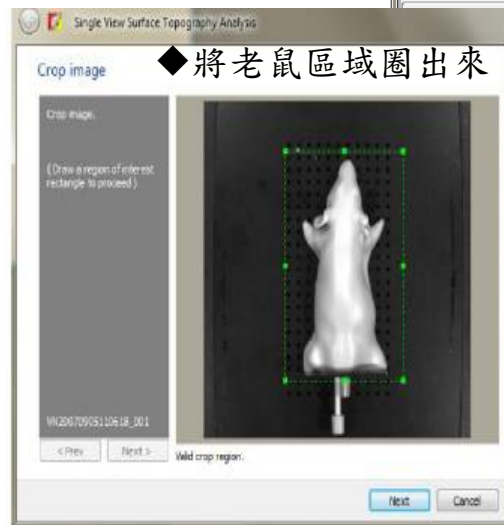 Single View Surface Topography Analysis
Crop image
◆將老鼠區域圈出來
Crop image.
(Draw a region of interest
rectangle to proceed)
< Prev
Next >
Valid crop region.
Next
Cancel